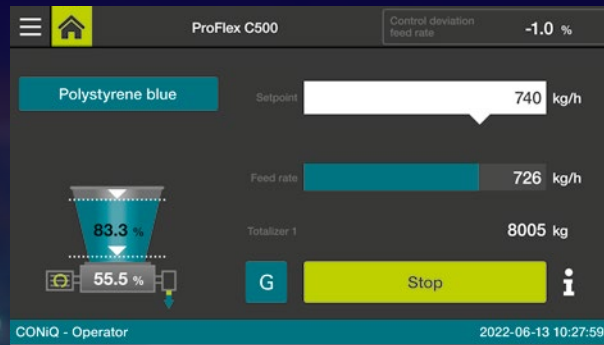 ProFlex C500
Control deviation
feed rate
-1.0 %
Polystyrene blue
Setpoint
740 kg/h
Feed rate
726 kg/h
83.3 %
Totalizer 1
8005 kg
55.5 %
G
Stop
i
CONiQ - Operator
2022-06-13 10:27:59